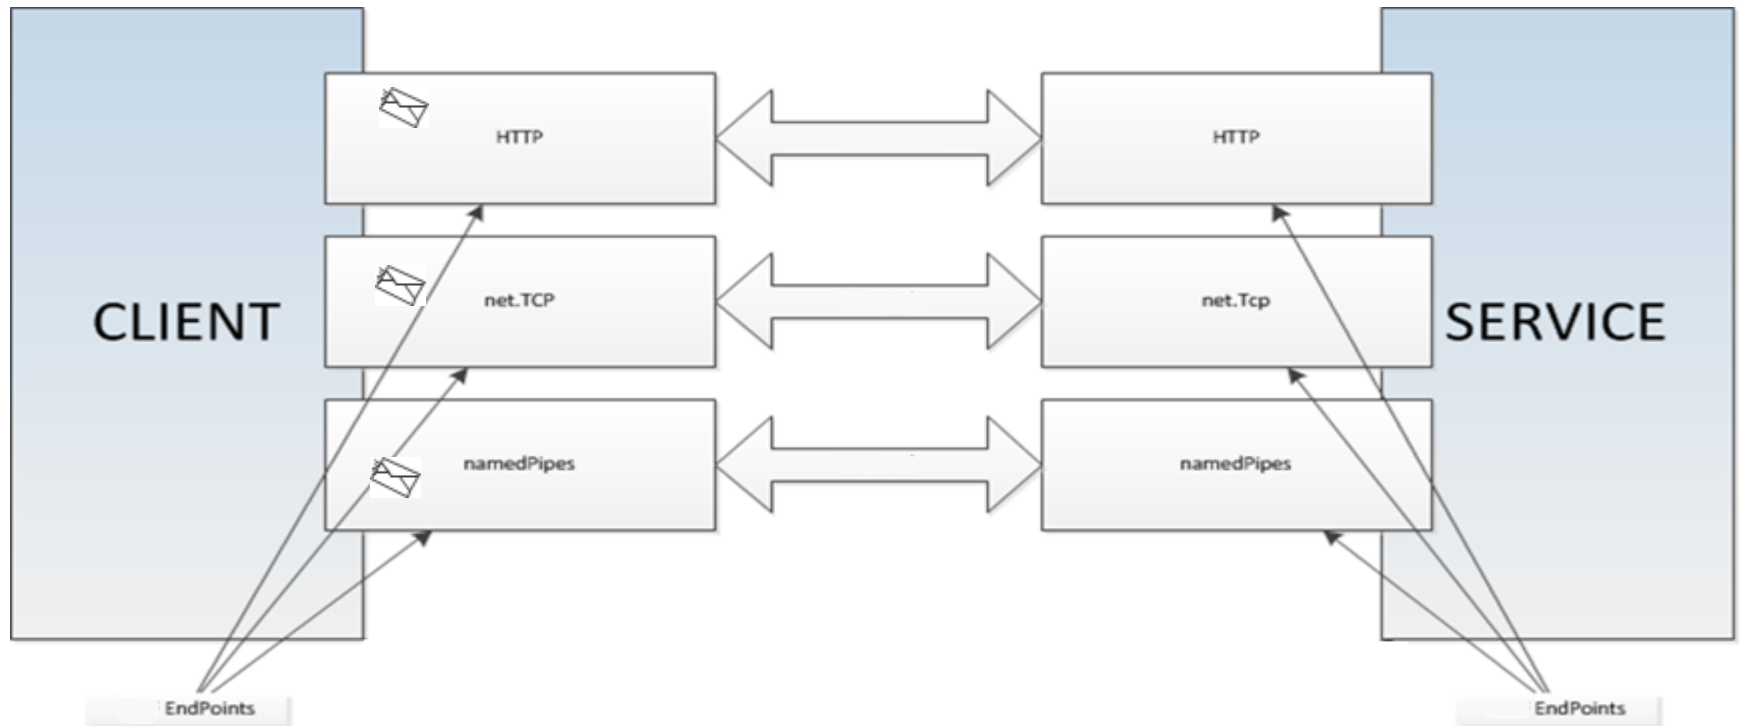 HTTP
HTTP
net.TCP
net.Tcp
CLIENT
SERVICE
namedPipes
namedPipes
EndPoints
EndPoints